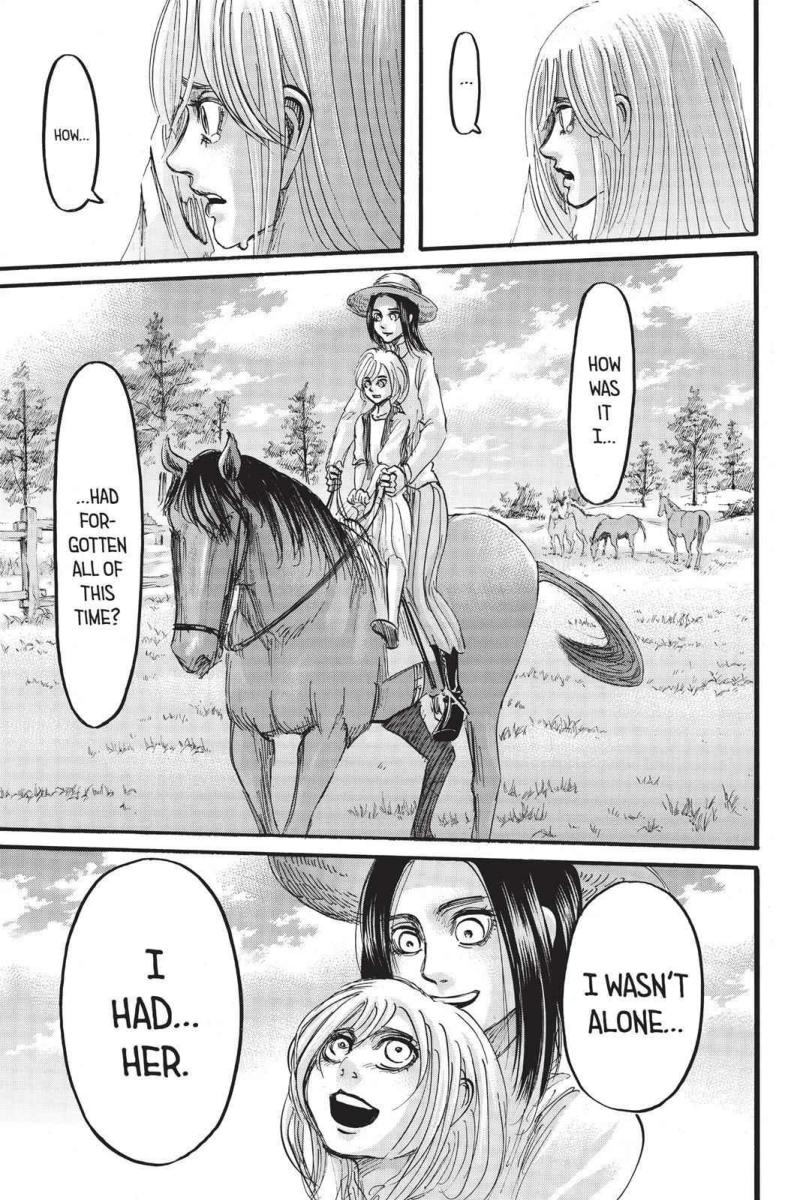 ...
HOW...
HOW
WAS
IT
I...
...HAD
FOR-
GOTTEN
ALL OF
THIS
TIME?
I WASN'T
ALONE...
I
HAD...
HER.